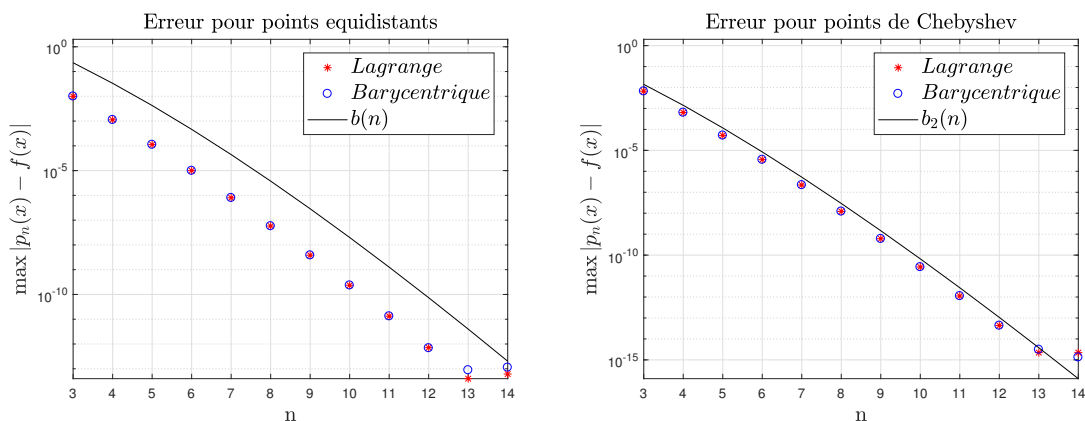 Erreur pour points equidistants
max |p_n(x) − f(x)|
10^0
10^-5
10^-10
Lagrange
Barycentrique
b(n)
3 4 5 6 7 8 9 10 11 12 13 14
n
Erreur pour points de Chebyshev
max |p_n(x) − f(x)|
10^0
10^-5
10^-10
10^-15
Lagrange
Barycentrique
b_2(n)
3 4 5 6 7 8 9 10 11 12 13 14
n